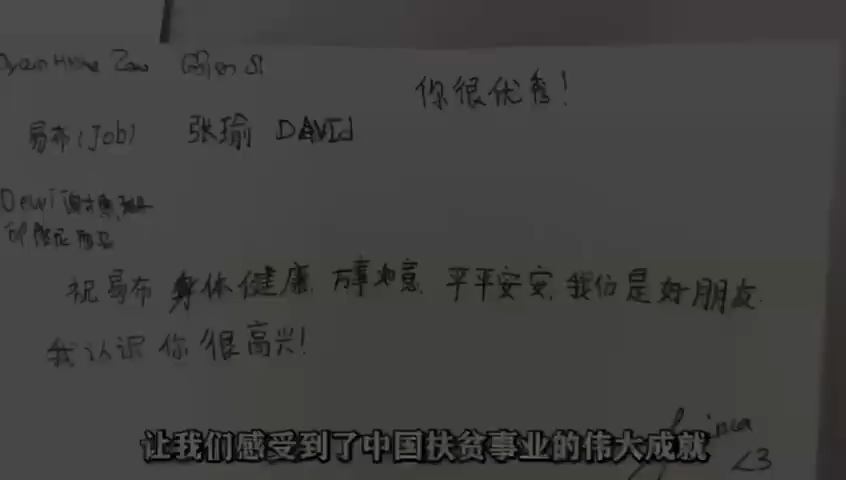 你很优秀!
易布(Job) 张瑜 DAVId
Dewi
祝易布 身体健康, 万事如意, 平平安安, 我们是好朋友.
我认识你很高兴!
<3
让我们感受到了中国扶贫事业的伟大成就